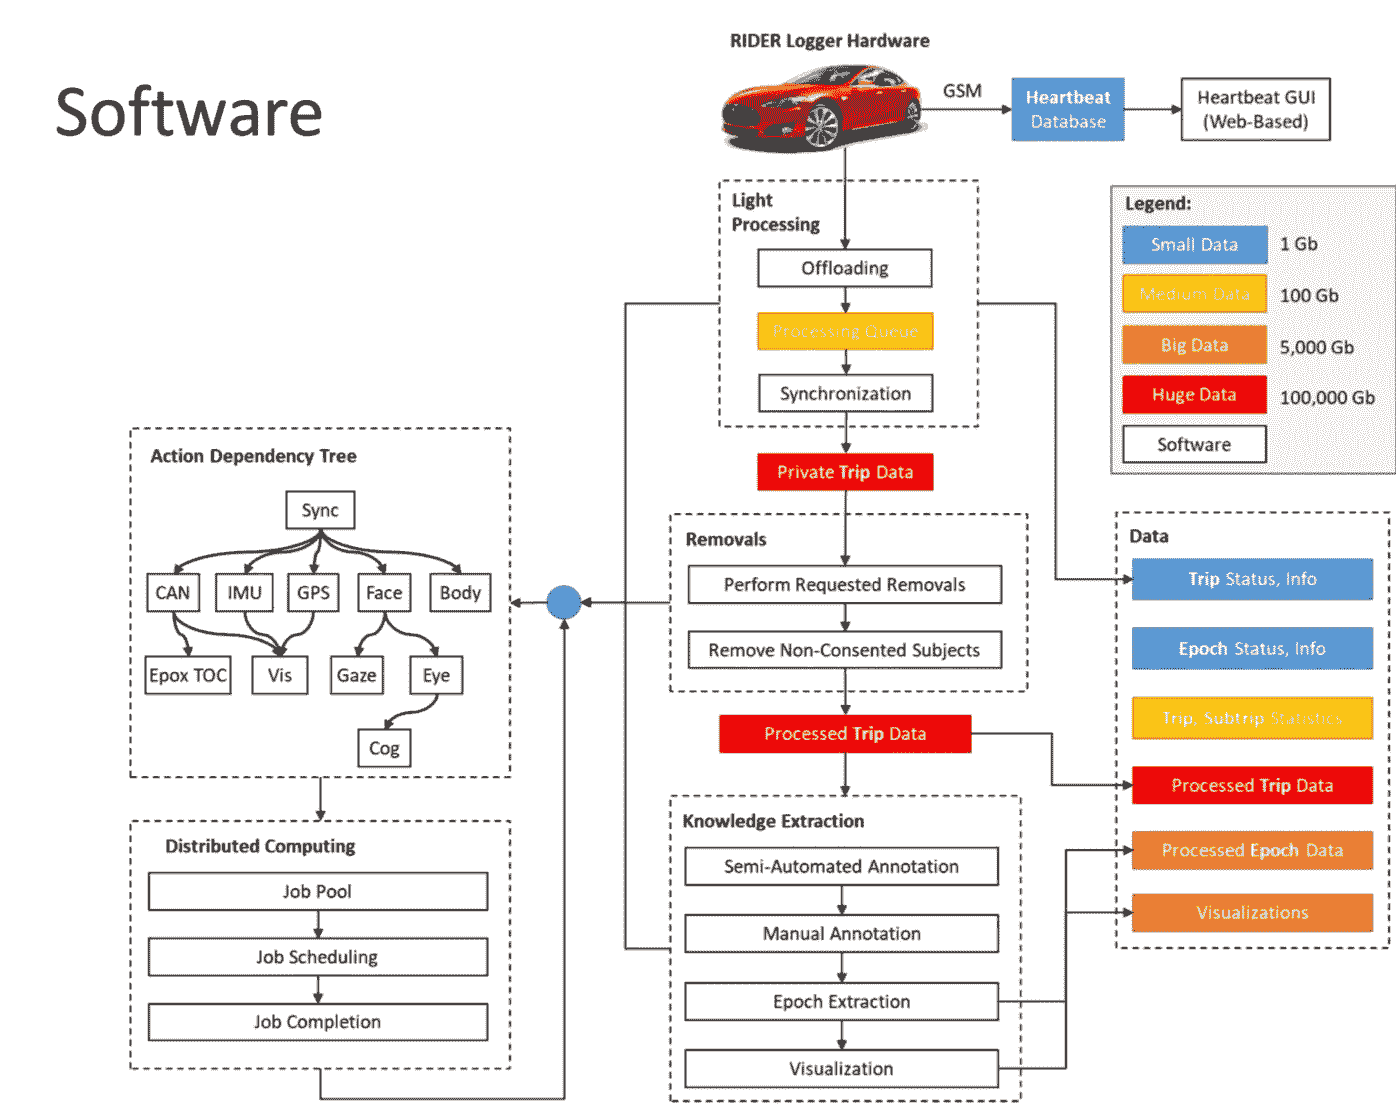 Software
RIDER Logger Hardware
GSM
Heartbeat
Database
Heartbeat GUI
(Web-Based)
Light
Processing
Offloading
Processing Queue
Synchronization
Private Trip Data
Legend:
Small Data
1 Gb
Medium Data
100 Gb
Big Data
5,000 Gb
Huge Data
100,000 Gb
Software
Action Dependency Tree
Sync
CAN
IMU
GPS
Face
Body
Epox TOC
Vis
Gaze
Eye
Cog
Removals
Perform Requested Removals
Remove Non-Consented Subjects
Processed Trip Data
Data
Trip Status, Info
Epoch Status, Info
Trip, Subtrip Statistics
Processed Trip Data
Processed Epoch Data
Visualizations
Distributed Computing
Job Pool
Job Scheduling
Job Completion
Knowledge Extraction
Semi-Automated Annotation
Manual Annotation
Epoch Extraction
Visualization